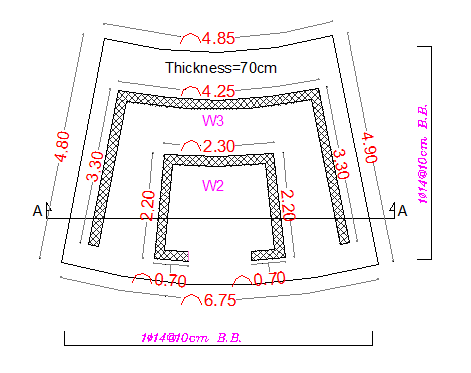 4.85
Thickness=70cm
4.25
W3
4.80
4.90
3.30
3.30
2.30
W2
2.20
2.20
A
A
0.70
0.70
6.75
1ϕ14@10cm B.B.
1ϕ14@10cm B.B.